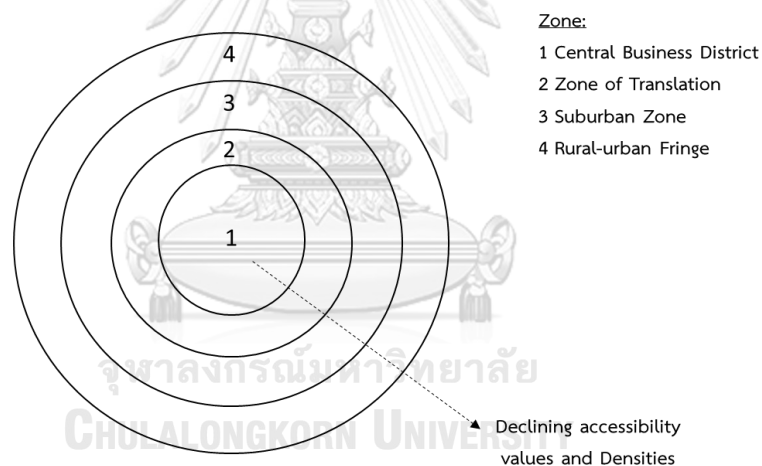 Zone:
1 Central Business District
2 Zone of Translation
3 Suburban Zone
4 Rural-urban Fringe
4
3
2
1
Declining accessibility
values and Densities
จุฬาลงกรณ์มหาวิทยาลัย
CHULALONGKORN UNIVERSITY